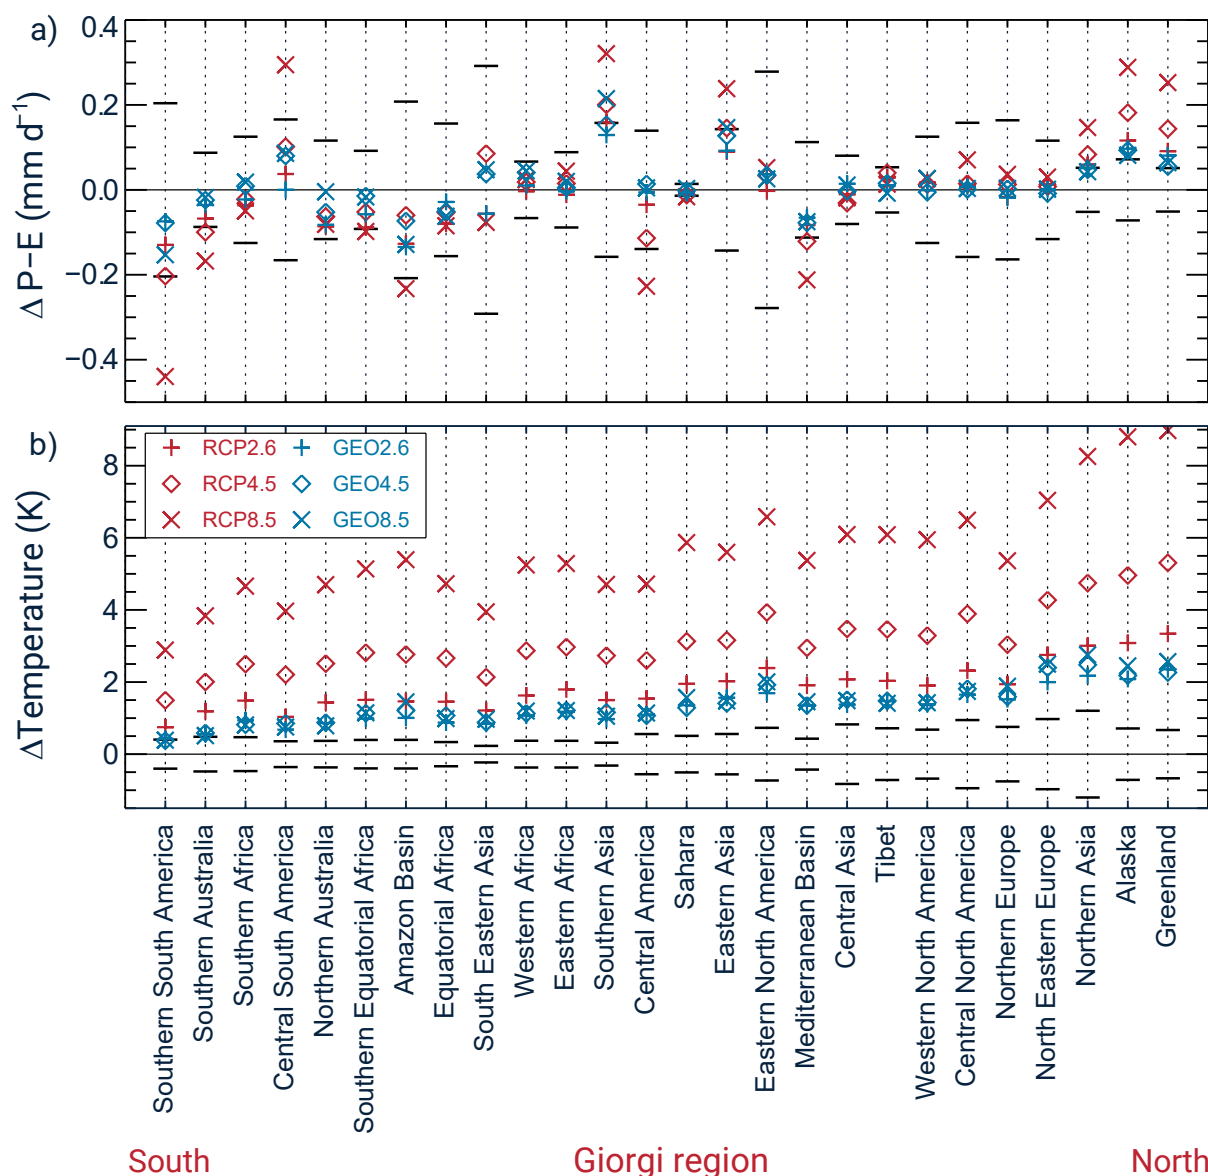 a)
0.4
0.2
0.0
−0.2
−0.4
Δ P−E (mm d⁻¹)
b)
8
6
4
2
0
ΔTemperature (K)
RCP2.6 GEO2.6
RCP4.5 GEO4.5
RCP8.5 GEO8.5
Southern South America
Southern Australia
Southern Africa
Central South America
Northern Australia
Southern Equatorial Africa
Amazon Basin
Equatorial Africa
South Eastern Asia
Western Africa
Eastern Africa
Southern Asia
Central America
Sahara
Eastern Asia
Eastern North America
Mediterranean Basin
Central Asia
Tibet
Western North America
Central North America
Northern Europe
North Eastern Europe
Northern Asia
Alaska
Greenland
South Giorgi region North